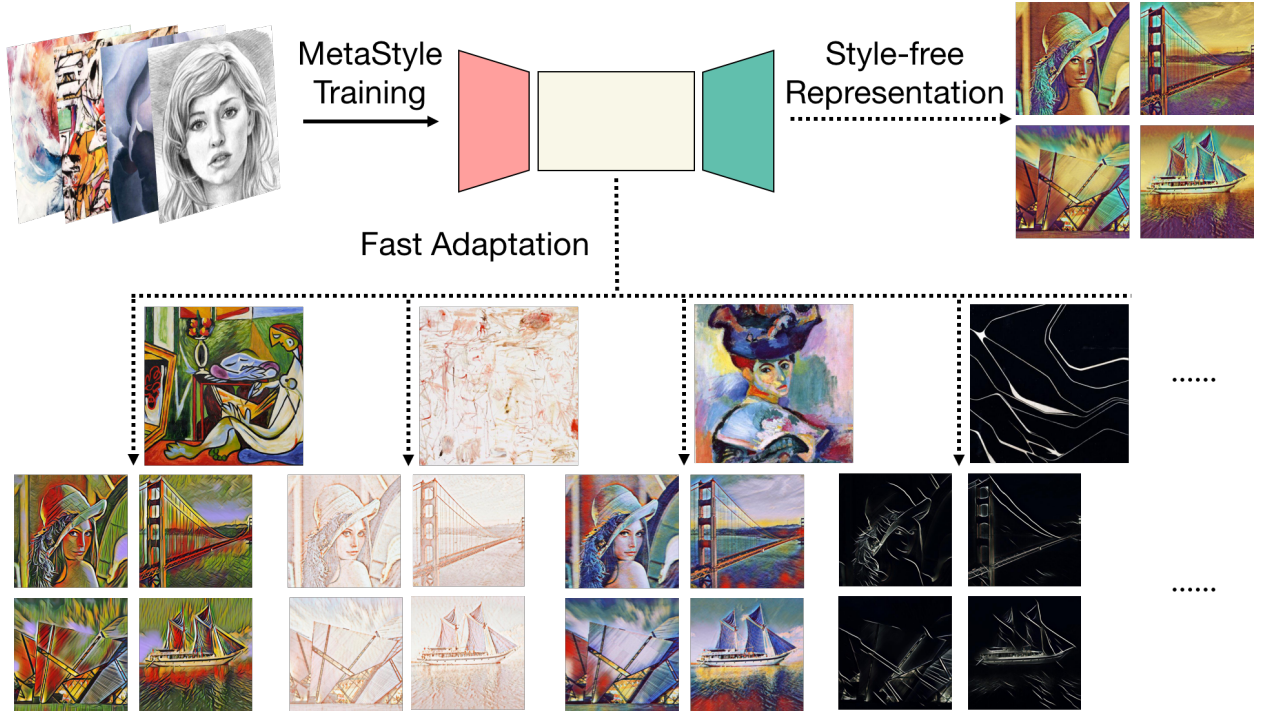 MetaStyle
Training
Style-free
Representation
Fast Adaptation
......
......